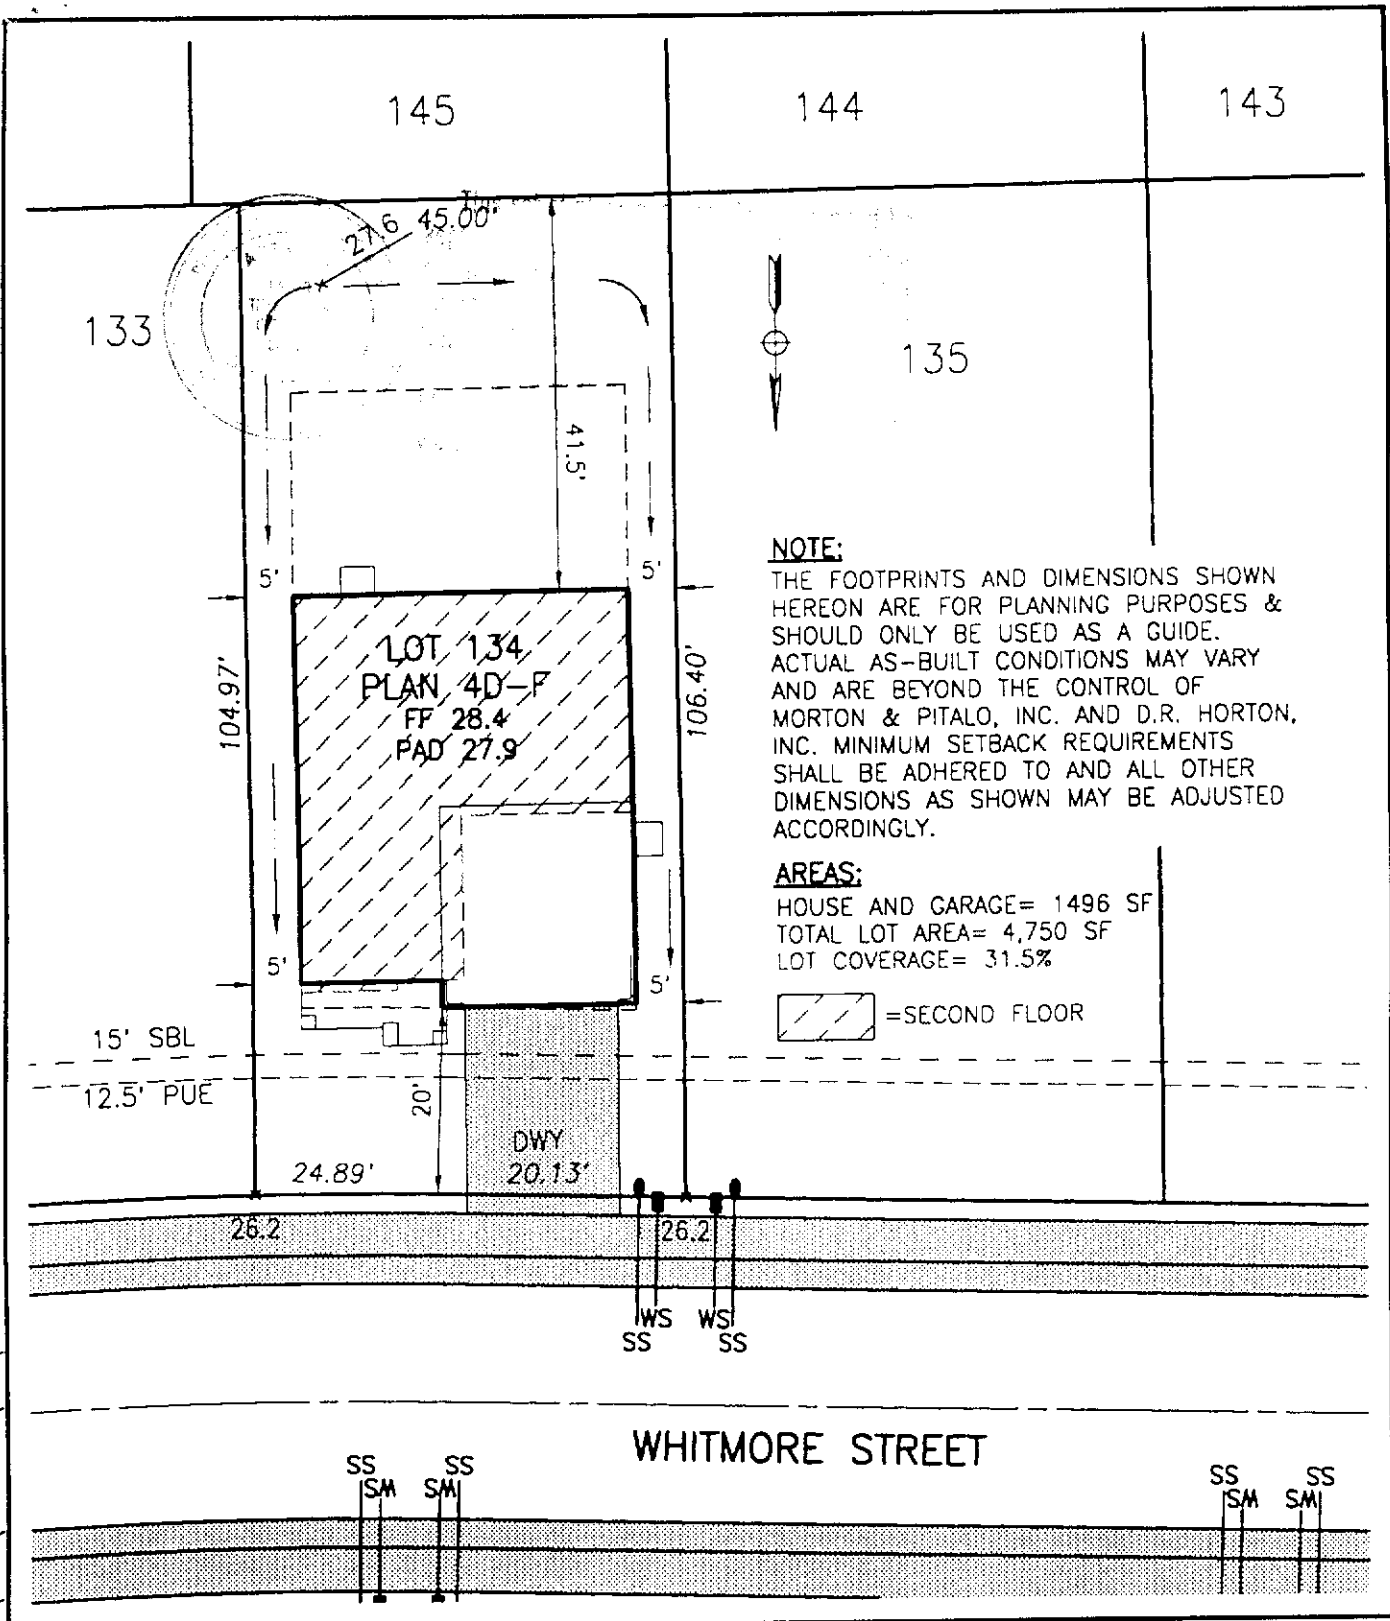 145
144
143
27.6
45.00'
133
135
41.5'
5'
5'
NOTE:
THE FOOTPRINTS AND DIMENSIONS SHOWN
HEREON ARE FOR PLANNING PURPOSES &
SHOULD ONLY BE USED AS A GUIDE.
ACTUAL AS-BUILT CONDITIONS MAY VARY
AND ARE BEYOND THE CONTROL OF
MORTON & PITALO, INC. AND D.R. HORTON,
INC. MINIMUM SETBACK REQUIREMENTS
SHALL BE ADHERED TO AND ALL OTHER
DIMENSIONS AS SHOWN MAY BE ADJUSTED
ACCORDINGLY.
LOT 134
PLAN 4D-F
FF 28.4
PAD 27.9
104.97'
106.40'
AREAS:
HOUSE AND GARAGE= 1496 SF
TOTAL LOT AREA= 4,750 SF
LOT COVERAGE= 31.5%
=SECOND FLOOR
5'
5'
15' SBL
12.5' PUE
20'
DWY
24.89'
20.13'
26.2
26.2
WS
WS
SS
SS
WHITMORE STREET
SS
SS
SS
SS
WS
WS
WS
WS